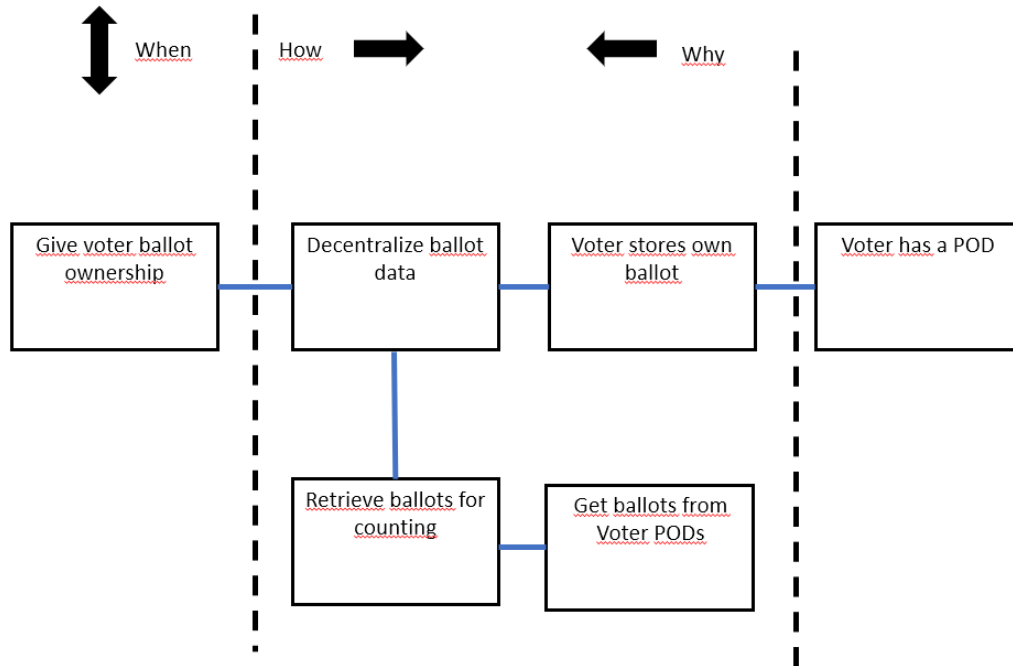 When
How
Why
Give voter ballot
ownership
Decentralize ballot
data
Voter stores own
ballot
Voter has a POD
Retrieve ballots for
counting
Get ballots from
Voter PODs